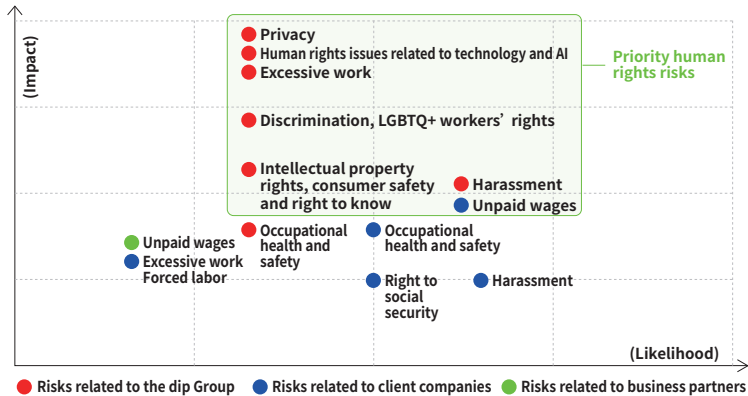 (Impact)
Privacy
Human rights issues related to technology and AI
Excessive work
Priority human
rights risks
Discrimination, LGBTQ+ workers’ rights
Intellectual property
rights, consumer safety
and right to know
Harassment
Unpaid wages
Occupational
health and
safety
Occupational
health and safety
Unpaid wages
Excessive work
Forced labor
Right to
social
security
Harassment
(Likelihood)
Risks related to the dip Group
Risks related to client companies
Risks related to business partners